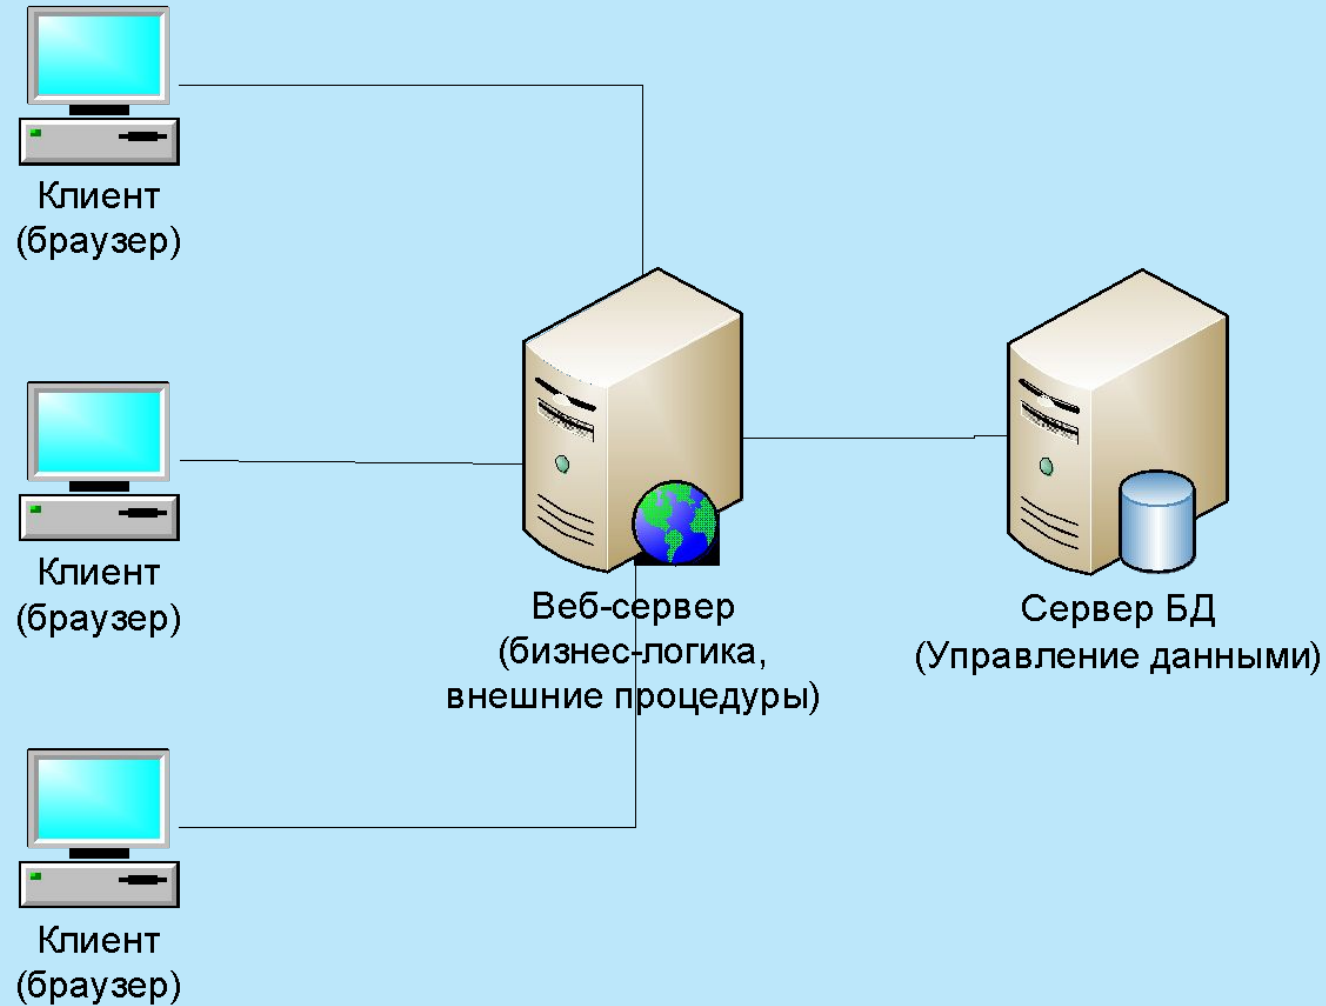 Клиент
(браузер)
Клиент
(браузер)
Веб-сервер
(бизнес-логика,
внешние процедуры)
Сервер БД
(Управление данными)
Клиент
(браузер)